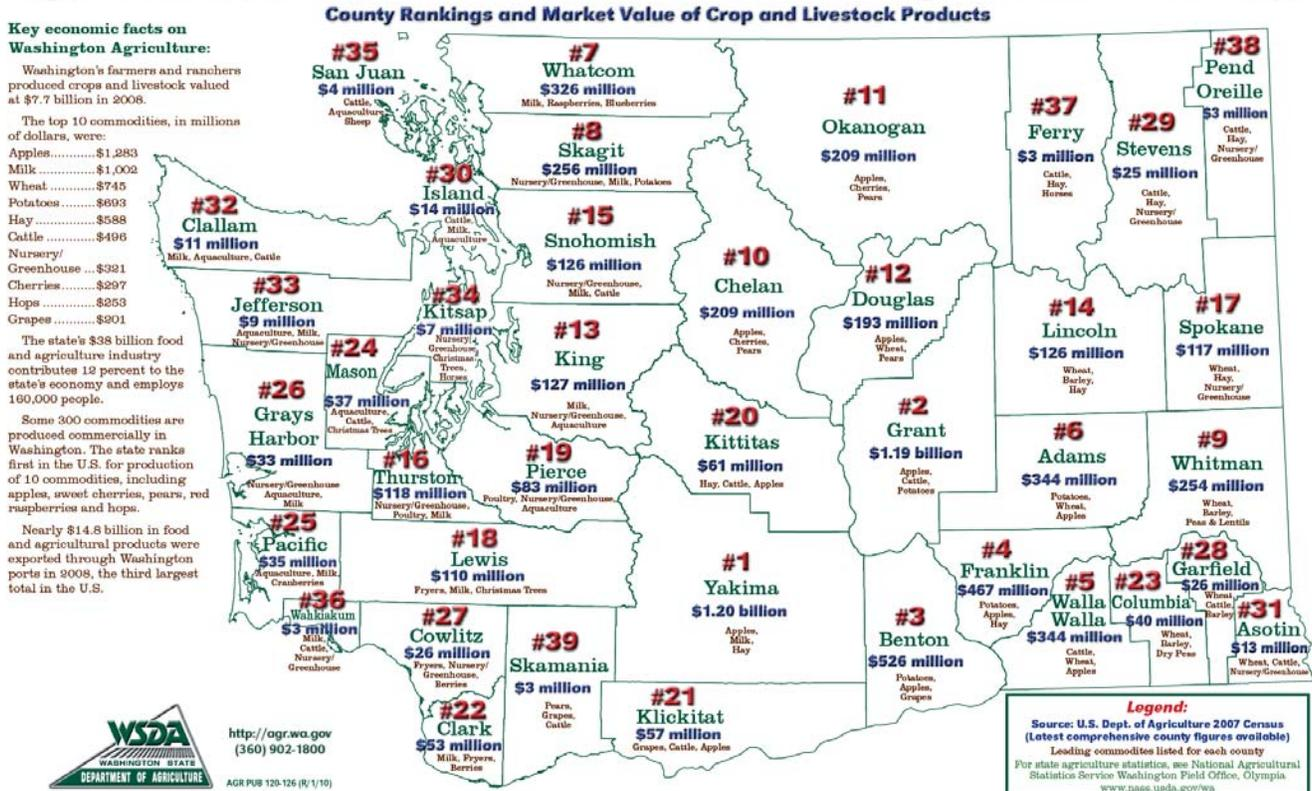 County Rankings and Market Value of Crop and Livestock Products
Key economic facts on
Washington Agriculture:
Washington's farmers and ranchers
produced crops and livestock valued
at $7.7 billion in 2008.
The top 10 commodities, in millions
of dollars, were:
Apples............$1,283
Milk ...............$1,002
Wheat ............$745
Potatoes .........$693
Hay ................$588
Cattle .............$496
Nursery/
Greenhouse ...$321
Cherries..........$297
Hops ..............$253
Grapes ...........$201
The state's $38 billion food
and agriculture industry
contributes 12 percent to the
state's economy and employs
160,000 people.
Some 300 commodities are
produced commercially in
Washington. The state ranks
first in the U.S. for production
of 10 commodities, including
apples, sweet cherries, pears, red
raspberries and hops.
Nearly $14.8 billion in food
and agricultural products were
exported through Washington
ports in 2008, the third largest
total in the U.S.
#35
San Juan
$4 million
Cattle,
Aquaculture
Sheep
#7
Whatcom
$326 million
Milk, Raspberries, Blueberries
#8
Skagit
$256 million
Nursery/Greenhouse, Milk, Potatoes
#30
Island
$14 million
Cattle,
Milk,
Aquaculture
#15
Snohomish
$126 million
Nursery/Greenhouse,
Milk, Cattle
#11
Okanogan
$209 million
Apples,
Cherries,
Pears
#37
Ferry
$3 million
Cattle,
Hay,
Horses
#29
Stevens
$25 million
Cattle,
Hay,
Nursery/
Greenhouse
#38
Pend
Oreille
$3 million
Cattle,
Hay,
Nursery/
Greenhouse
#32
Clallam
$11 million
Milk, Aquaculture, Cattle
#33
Jefferson
$9 million
Aquaculture, Milk,
Nursery/Greenhouse
#34
Kitsap
$7 million
Nursery/
Greenhouse
Christmas
Trees,
Horses
#24
Mason
$37 million
Aquaculture,
Cattle,
Christmas Trees
#26
Grays
Harbor
$33 million
Nursery/Greenhouse
Aquaculture,
Milk
#13
King
$127 million
Milk,
Nursery/Greenhouse,
Aquaculture
#10
Chelan
$209 million
Apples,
Cherries,
Pears
#12
Douglas
$193 million
Apples,
Wheat,
Pears
#14
Lincoln
$126 million
Wheat,
Barley,
Hay
#17
Spokane
$117 million
Wheat,
Hay,
Nursery/
Greenhouse
#16
Thurston
$118 million
Nursery/Greenhouse,
Poultry, Milk
#19
Pierce
$83 million
Poultry, Nursery/Greenhouse,
Aquaculture
#20
Kittitas
$61 million
Hay, Cattle, Apples
#2
Grant
$1.19 billion
Apples,
Cattle,
Potatoes
#6
Adams
$344 million
Potatoes,
Wheat,
Apples
#9
Whitman
$254 million
Wheat,
Barley,
Peas & Lentils
#25
Pacific
$35 million
Aquaculture, Milk,
Cranberries
#18
Lewis
$110 million
Fryers, Milk, Christmas Trees
#1
Yakima
$1.20 billion
Apples,
Milk,
Hay
#3
Benton
$526 million
Potatoes,
Apples,
Grapes
#4
Franklin
$467 million
Potatoes,
Apples,
Hay
#5
Walla
Walla
$344 million
Cattle,
Wheat,
Apples
#23
Columbia
$40 million
Wheat,
Barley,
Dry Peas
#28
Garfield
$26 million
Wheat,
Cattle,
Barley
#31
Asotin
$13 million
Wheat, Cattle,
Nursery/Greenhouse
#36
Wahkiakum
$3 million
Milk,
Cattle,
Nursery/
Greenhouse
#27
Cowlitz
$26 million
Fryers, Nursery/
Greenhouse,
Berries
#39
Skamania
$3 million
Pears,
Grapes,
Cattle
#22
Clark
$53 million
Milk, Fryers,
Berries
#21
Klickitat
$57 million
Grapes, Cattle, Apples
WSDA
WASHINGTON STATE
DEPARTMENT OF AGRICULTURE
http://agr.wa.gov
(360) 902-1800
AGR PUB 120-126 (R/1/10)
Legend:
Source: U.S. Dept. of Agriculture 2007 Census
(Latest comprehensive county figures available)
Leading commodites listed for each county
For state agriculture statistics, see National Agricultural
Statistics Service Washington Field Office, Olympia
www.nass.usda.gov/wa